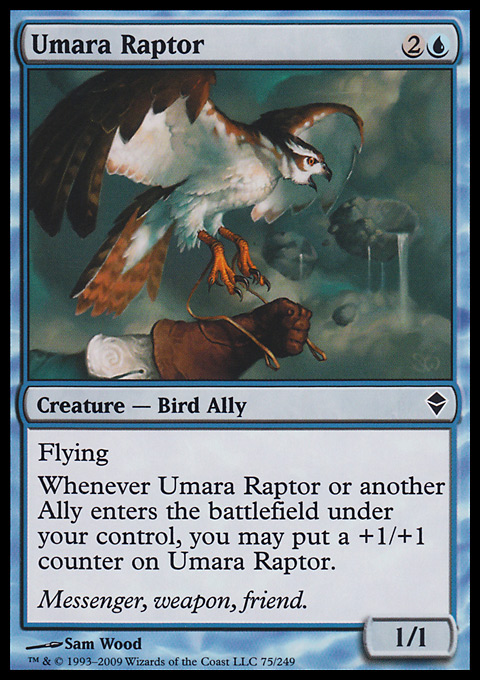 Umara Raptor 2
Creature — Bird Ally
Flying
Whenever Umara Raptor or another
Ally enters the battlefield under
your control, you may put a +1/+1
counter on Umara Raptor.
Messenger, weapon, friend.
1/1
Sam Wood
™ & © 1993–2009 Wizards of the Coast LLC 75/249